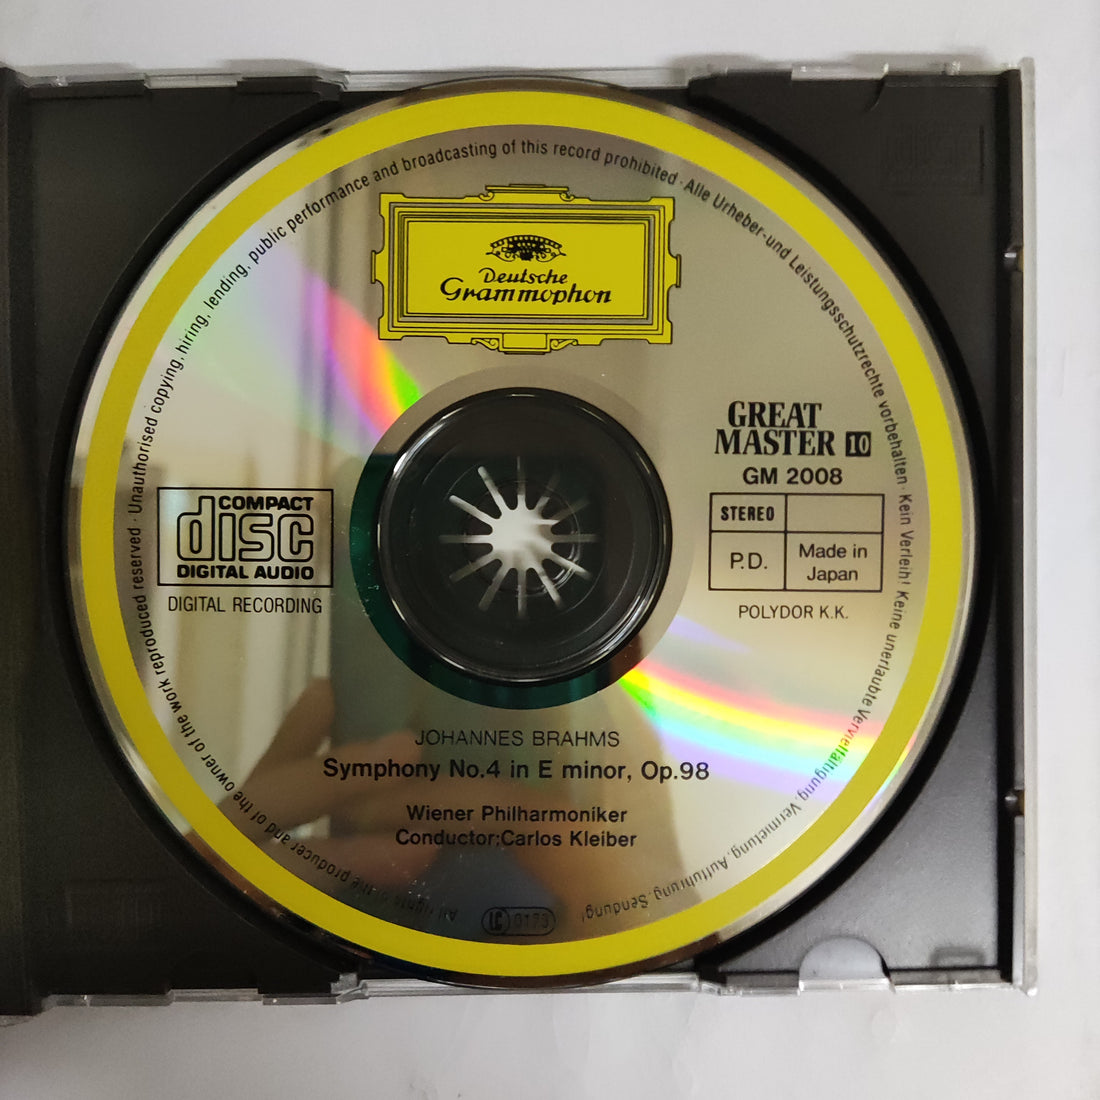 All rights of the producer and of the owner of the work reproduced reserved · Unauthorised copying, hiring, lending, public performance and broadcasting of this record prohibited · Alle Urheber- und Leistungsschutzrechte vorbehalten · Kein Verleih! Keine unerlaubte Vervielfältigung, Vermietung, Aufführung, Sendung!
Deutsche
Grammophon
GREAT
MASTER 10
GM 2008
STEREO
P.D.
Made in
Japan
POLYDOR K.K.
COMPACT
disc
DIGITAL AUDIO
DIGITAL RECORDING
JOHANNES BRAHMS
Symphony No.4 in E minor, Op.98
Wiener Philharmoniker
Conductor:Carlos Kleiber
LC 0173